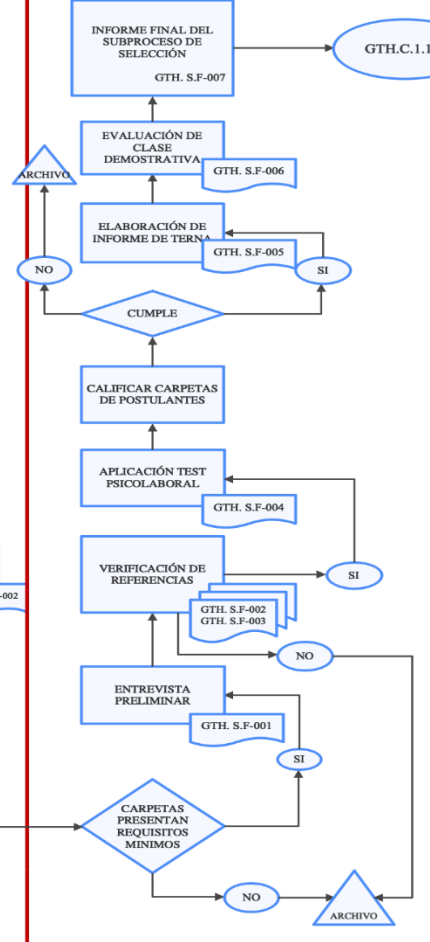 INFORME FINAL DEL
SUBPROCESO DE
SELECCIÓN
GTH. S.F-007
GTH.C.1.1
EVALUACIÓN DE
CLASE
DEMOSTRATIVA
GTH. S.F-006
ARCHIVO
ELABORACIÓN DE
INFORME DE TERNA
GTH. S.F-005
NO
SI
CUMPLE
CALIFICAR CARPETAS
DE POSTULANTES
APLICACIÓN TEST
PSICOLABORAL
GTH. S.F-004
VERIFICACIÓN DE
REFERENCIAS
SI
-002
GTH. S.F-002
GTH. S.F-003
NO
ENTREVISTA
PRELIMINAR
GTH. S.F-001
SI
CARPETAS
PRESENTAN
REQUISITOS
MINIMOS
NO
ARCHIVO